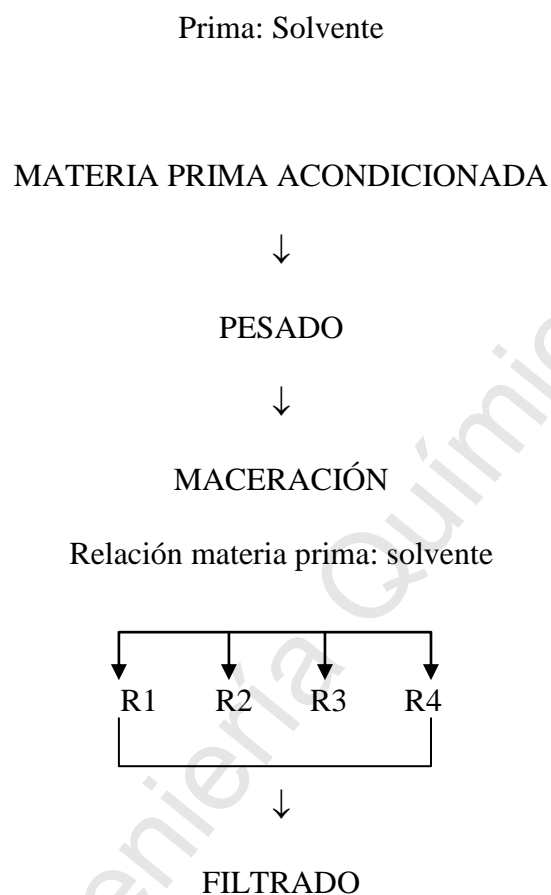 Prima: Solvente
MATERIA PRIMA ACONDICIONADA
↓
PESADO
↓
MACERACIÓN
Relación materia prima: solvente
R1 R2 R3 R4
↓
FILTRADO